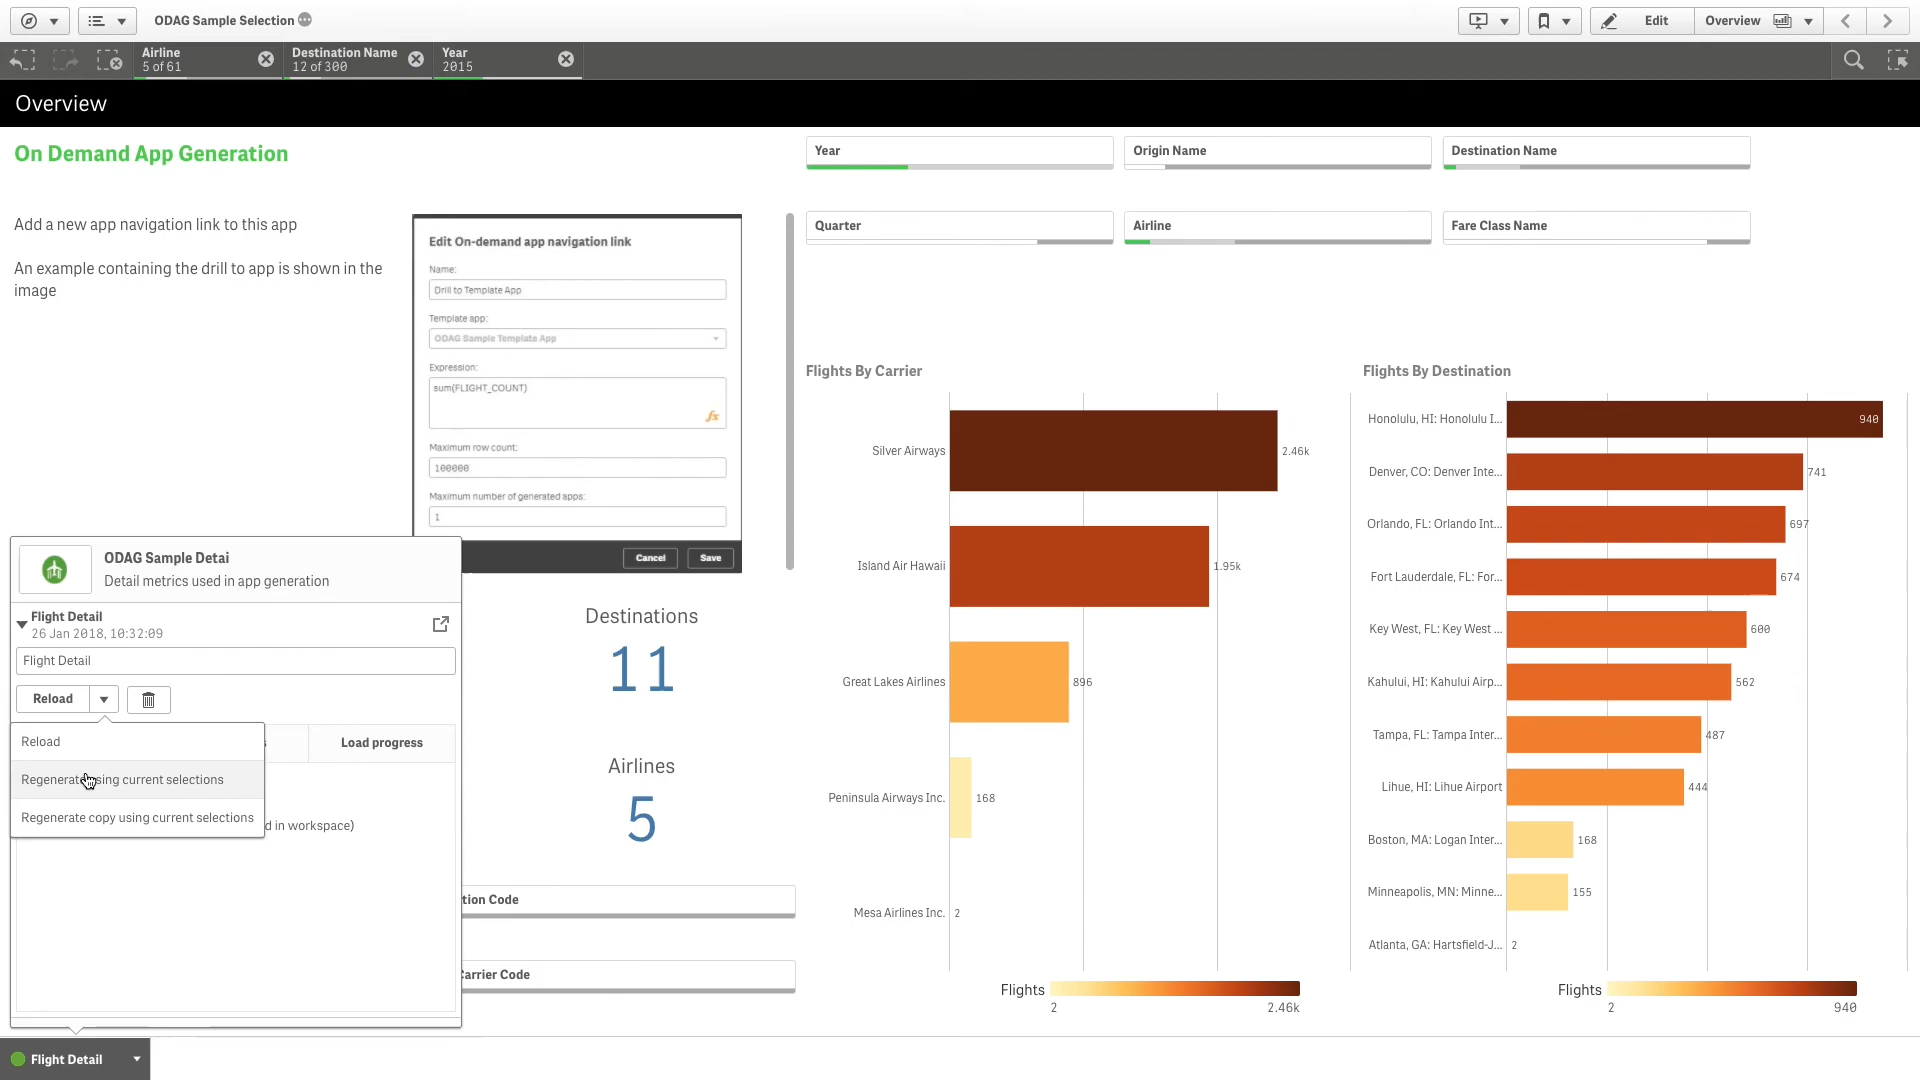 ODAG Sample Selection
Edit
Overview
Airline
5 of 61
Destination Name
12 of 300
Year
2015
Overview
On Demand App Generation
Add a new app navigation link to this app
An example containing the drill to app is shown in the
image
Edit On-demand app navigation link
Name:
Drill to Template App
Template app:
ODAG Sample Template App
Expression:
sum(FLIGHT_COUNT)
fx
Maximum row count:
100000
Maximum number of generated apps:
1
Cancel
Save
Year
Origin Name
Destination Name
Quarter
Airline
Fare Class Name
ODAG Sample Detai
Detail metrics used in app generation
Flight Detail
26 Jan 2018, 10:32:09
Flight Detail
Reload
Load progress
Reload
Regenerate using current selections
Regenerate copy using current selections
d in workspace)
Destinations
11
Airlines
5
tion Code
Carrier Code
Flights By Carrier
Silver Airways
2.46k
Island Air Hawaii
1.95k
Great Lakes Airlines
896
Peninsula Airways Inc.
168
Mesa Airlines Inc.
2
Flights
2
2.46k
Flights By Destination
Honolulu, HI: Honolulu I...
940
Denver, CO: Denver Inte...
741
Orlando, FL: Orlando Int...
697
Fort Lauderdale, FL: For...
674
Key West, FL: Key West ...
600
Kahului, HI: Kahului Airp...
562
Tampa, FL: Tampa Inter...
487
Lihue, HI: Lihue Airport
444
Boston, MA: Logan Inter...
168
Minneapolis, MN: Minne...
155
Atlanta, GA: Hartsfield-J...
2
Flights
2
940
Flight Detail